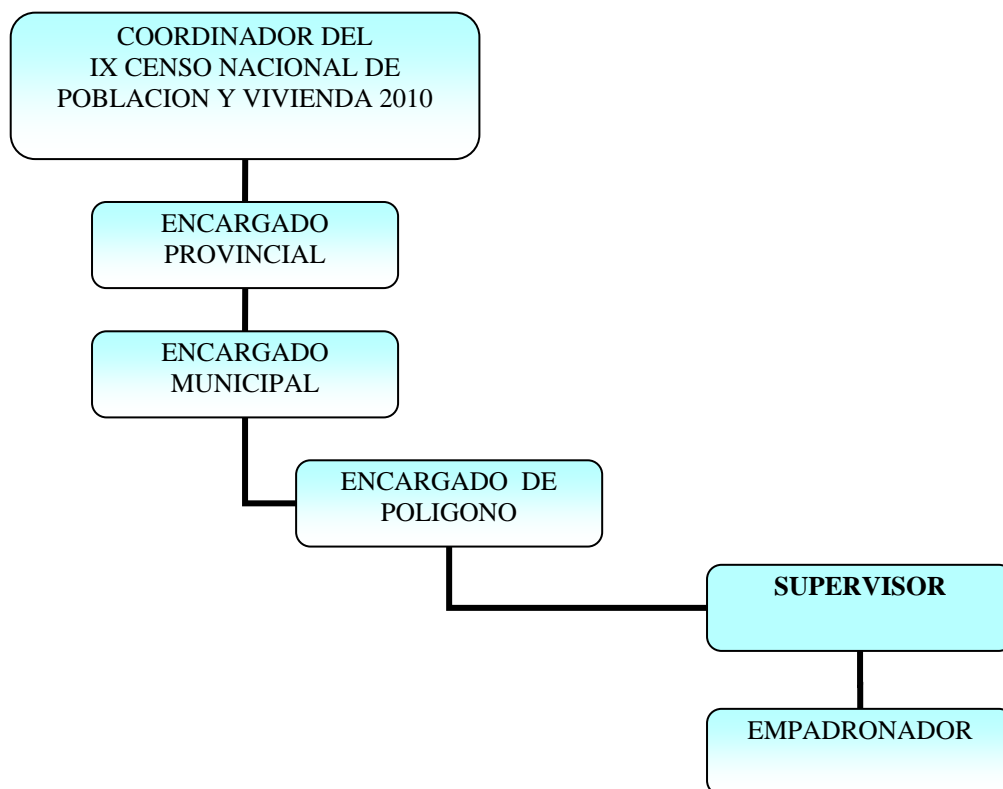 COORDINADOR DEL
IX CENSO NACIONAL DE
POBLACION Y VIVIENDA 2010
ENCARGADO
PROVINCIAL
ENCARGADO
MUNICIPAL
ENCARGADO DE
POLIGONO
SUPERVISOR
EMPADRONADOR